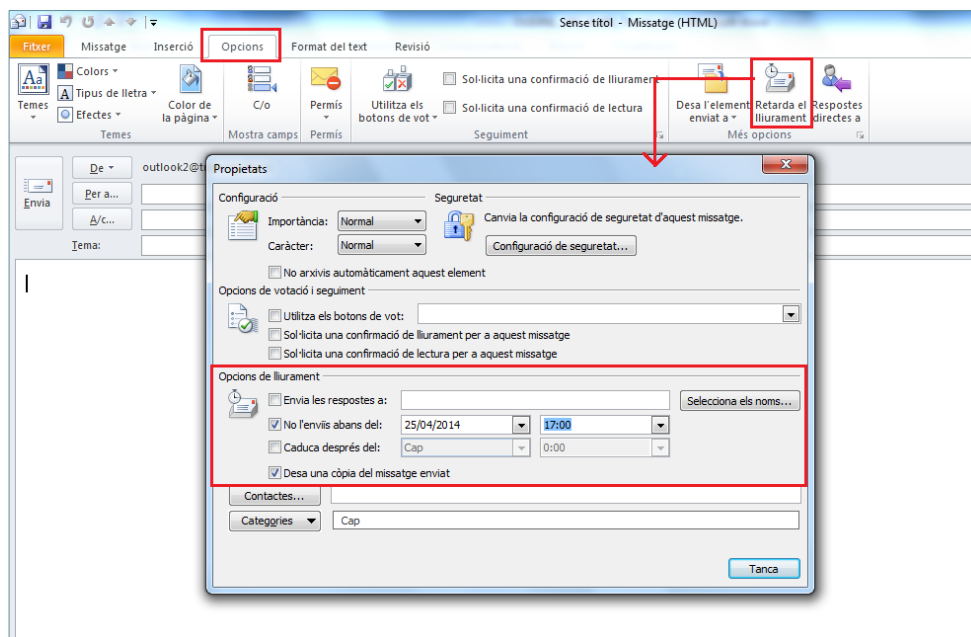 Sense títol - Missatge (HTML)
Fitxer Missatge Inserció Opcions Format del text Revisió
Temes
Colors
Tipus de lletra
Efectes
Color de
la pàgina
Temes
C/o
Mostra camps
Permís
Permís
Utilitza els
botons de vot
Sol·licita una confirmació de lliurament
Sol·licita una confirmació de lectura
Seguiment
Desa l'element
enviat a
Retarda el
lliurament
Respostes
directes a
Més opcions
Envia
De
outlook2@t
Per a...
A/c...
Tema:
Propietats
Configuració
Importància: Normal
Caràcter: Normal
No arxivis automàticament aquest element
Seguretat
Canvia la configuració de seguretat d'aquest missatge.
Configuració de seguretat...
Opcions de votació i seguiment
Utilitza els botons de vot:
Sol·licita una confirmació de lliurament per a aquest missatge
Sol·licita una confirmació de lectura per a aquest missatge
Opcions de lliurament
Envia les respostes a: Selecciona els noms...
No l'enviïs abans del: 25/04/2014 17:00
Caduca després del: Cap 0:00
Desa una còpia del missatge enviat
Contactes...
Categories Cap
Tanca